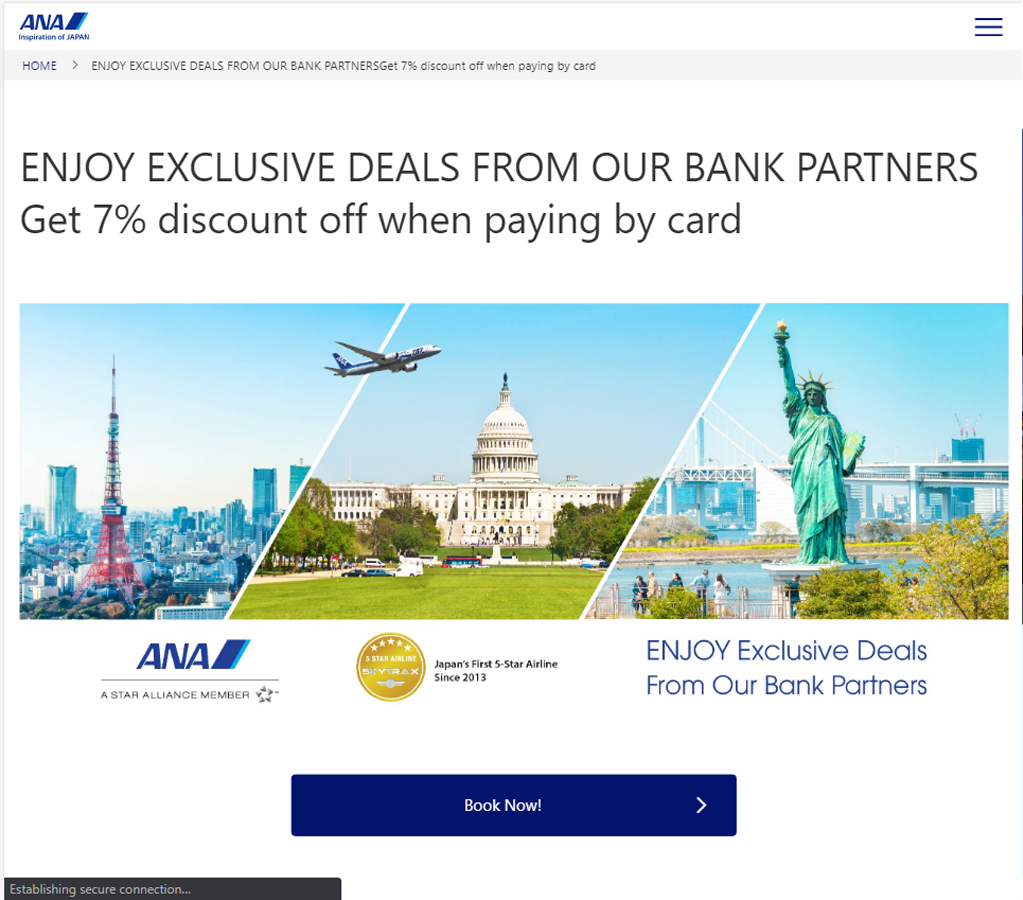 ANA
Inspiration of JAPAN
HOME > ENJOY EXCLUSIVE DEALS FROM OUR BANK PARTNERSGet 7% discount off when paying by card
ENJOY EXCLUSIVE DEALS FROM OUR BANK PARTNERS
Get 7% discount off when paying by card
ANA
A STAR ALLIANCE MEMBER
5 STAR AIRLINE
SKYTRAX
Japan's First 5-Star Airline
Since 2013
ENJOY Exclusive Deals
From Our Bank Partners
Book Now!
Establishing secure connection...